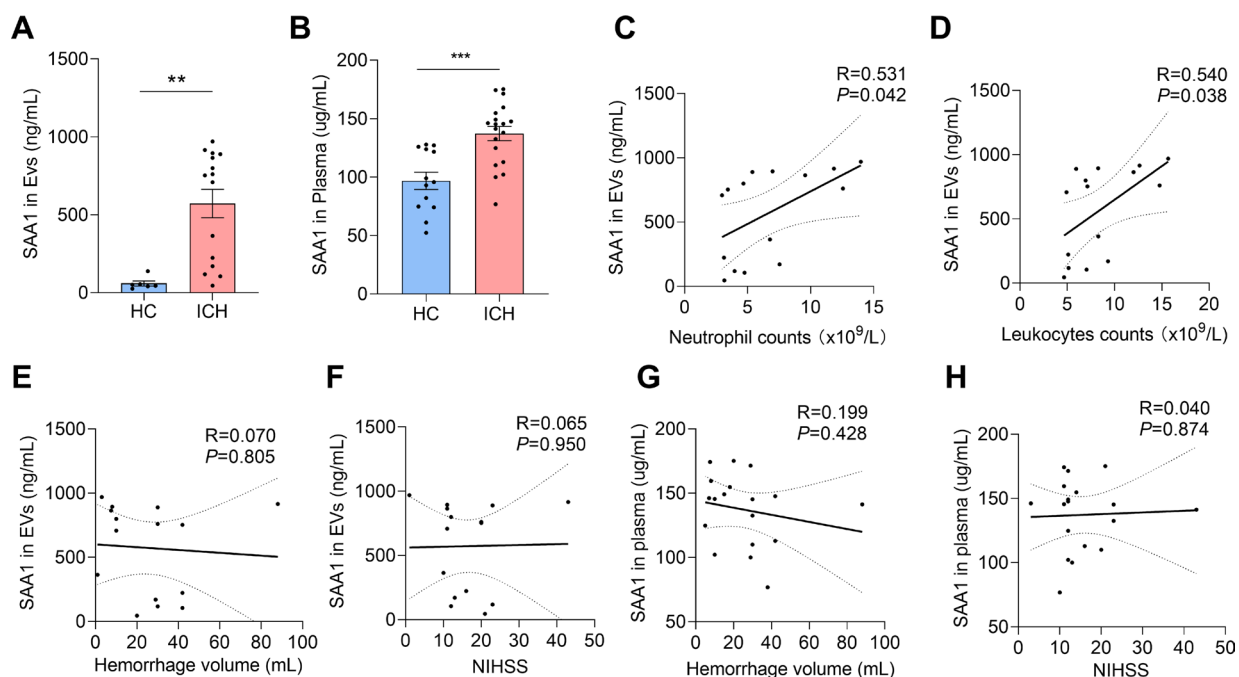 A
SAA1 in Evs (ng/mL)
1500
1000
500
0
**
HC
ICH
B
SAA1 in Plasma (ug/mL)
200
150
100
50
0
***
HC
ICH
C
SAA1 in EVs (ng/mL)
1500
1000
500
0
R=0.531
P=0.042
0
5
10
15
Neutrophil counts (x10⁹/L)
D
SAA1 in EVs (ng/mL)
1500
1000
500
0
R=0.540
P=0.038
0
5
10
15
20
Leukocytes counts（x10⁹/L)
E
SAA1 in EVs (ng/mL)
1500
1000
500
0
R=0.070
P=0.805
0
20
40
60
80
100
Hemorrhage volume (mL)
F
SAA1 in EVs (ng/mL)
1500
1000
500
0
R=0.065
P=0.950
0
10
20
30
40
50
NIHSS
G
SAA1 in plasma (ug/mL)
200
150
100
50
R=0.199
P=0.428
0
20
40
60
80
100
Hemorrhage volume (mL)
H
SAA1 in plasma (ug/mL)
200
150
100
50
R=0.040
P=0.874
0
10
20
30
40
50
NIHSS